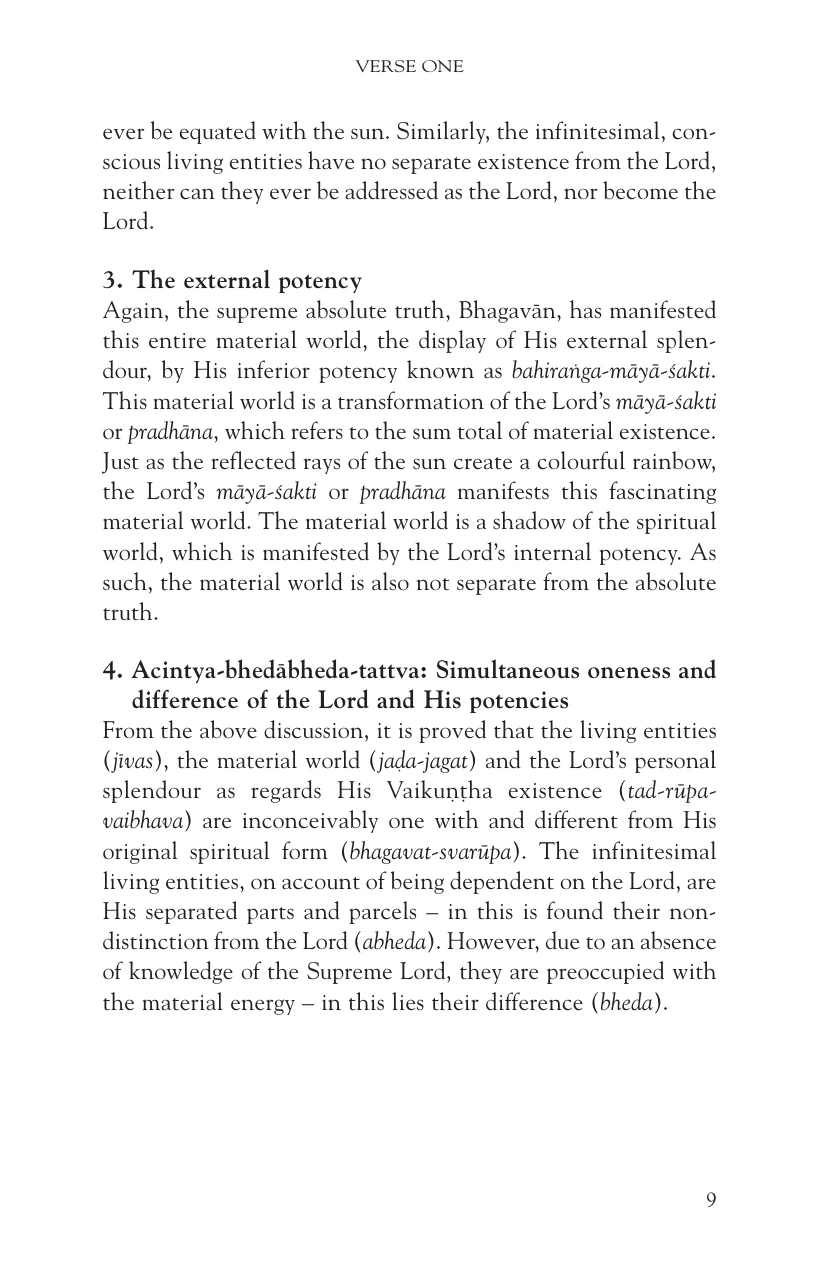 VERSE ONE
ever be equated with the sun. Similarly, the infinitesimal, con-
scious living entities have no separate existence from the Lord,
neither can they ever be addressed as the Lord, nor become the
Lord.
3. The external potency
Again, the supreme absolute truth, Bhagavān, has manifested
this entire material world, the display of His external splen-
dour, by His inferior potency known as bahiraṅga-māyā-śakti.
This material world is a transformation of the Lord’s māyā-śakti
or pradhāna, which refers to the sum total of material existence.
Just as the reflected rays of the sun create a colourful rainbow,
the Lord’s māyā-śakti or pradhāna manifests this fascinating
material world. The material world is a shadow of the spiritual
world, which is manifested by the Lord’s internal potency. As
such, the material world is also not separate from the absolute
truth.
4. Acintya-bhedābheda-tattva: Simultaneous oneness and
difference of the Lord and His potencies
From the above discussion, it is proved that the living entities
(jīvas), the material world (jaḍa-jagat) and the Lord’s personal
splendour as regards His Vaikuṇṭha existence (tad-rūpa-
vaibhava) are inconceivably one with and different from His
original spiritual form (bhagavat-svarūpa). The infinitesimal
living entities, on account of being dependent on the Lord, are
His separated parts and parcels – in this is found their non-
distinction from the Lord (abheda). However, due to an absence
of knowledge of the Supreme Lord, they are preoccupied with
the material energy – in this lies their difference (bheda).
9